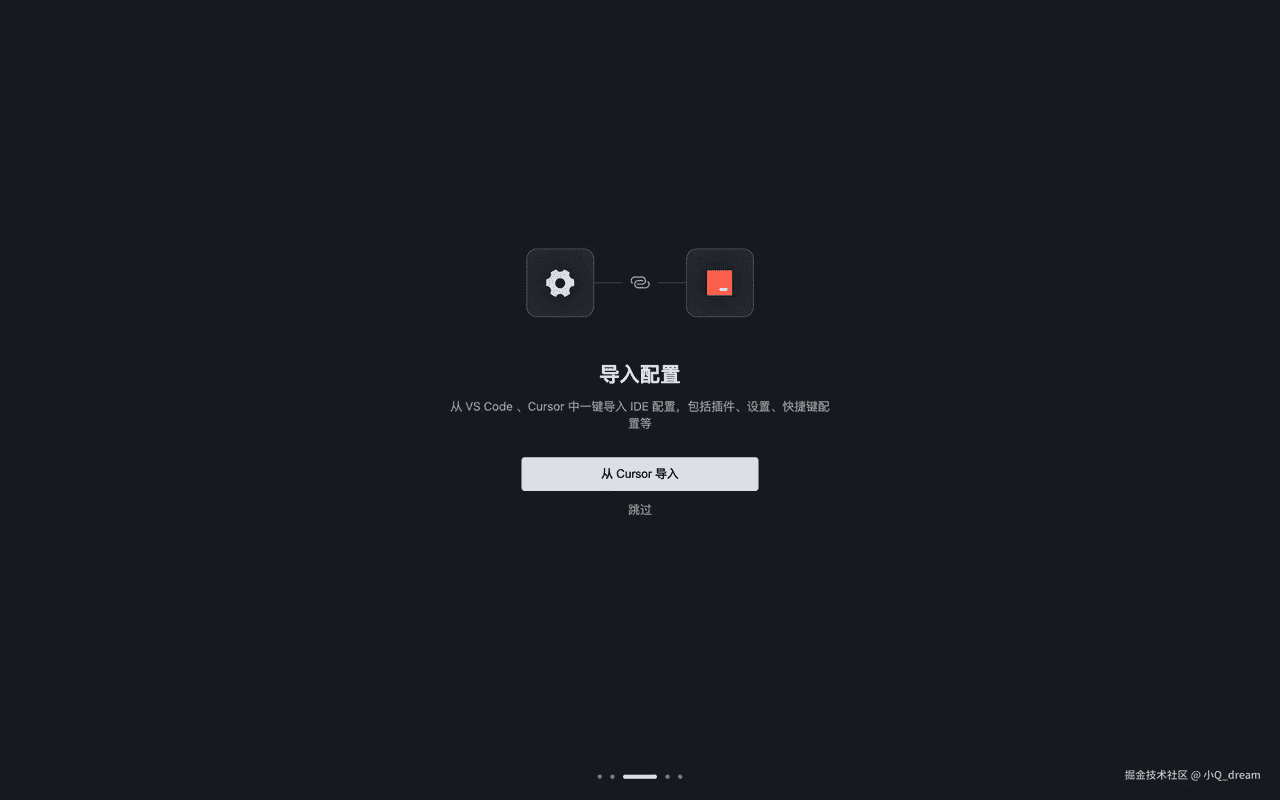 导入配置
从 VS Code 、Cursor 中一键导入 IDE 配置，包括插件、设置、快捷键配
置等
从 Cursor 导入
跳过
掘金技术社区 @ 小Q_dream